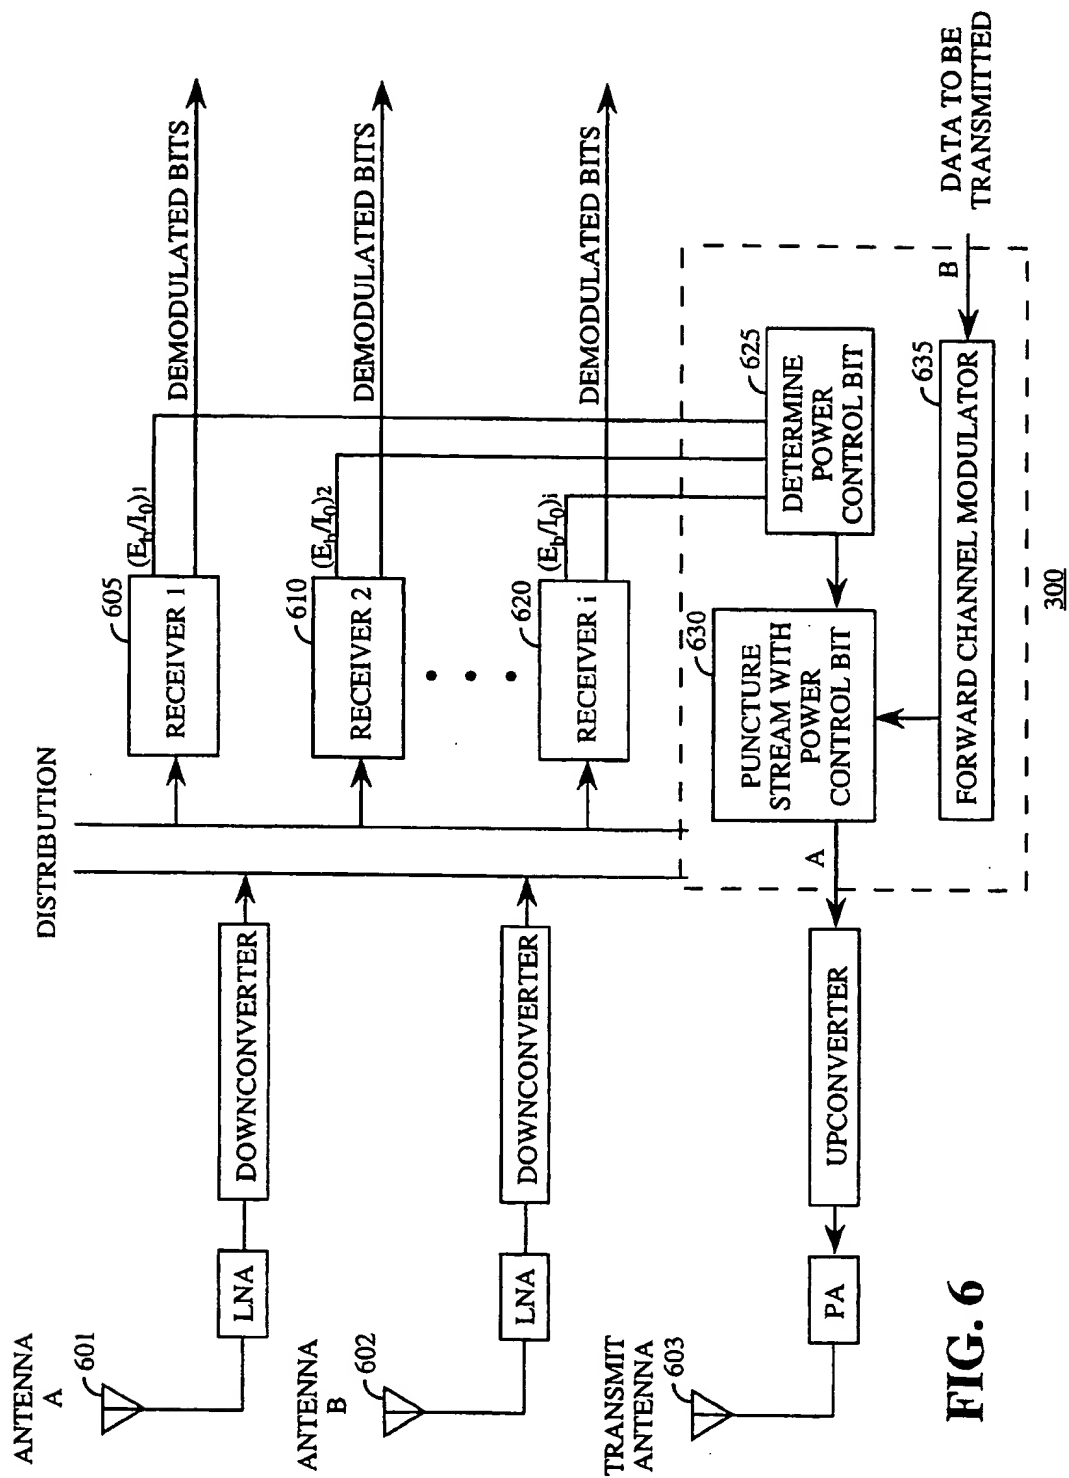 ANTENNA
A
601
LNA
DOWNCONVERTER
DISTRIBUTION
605
RECEIVER 1
(Eb/I0)1
DEMODULATED BITS
ANTENNA
B
602
LNA
DOWNCONVERTER
610
RECEIVER 2
(Eb/I0)2
DEMODULATED BITS
620
RECEIVER i
(Eb/I0)i
DEMODULATED BITS
TRANSMIT
ANTENNA
603
PA
UPCONVERTER
A
630
PUNCTURE
STREAM WITH
POWER
CONTROL BIT
625
DETERMINE
POWER
CONTROL BIT
635
FORWARD CHANNEL MODULATOR
B
DATA TO BE
TRANSMITTED
300
FIG. 6